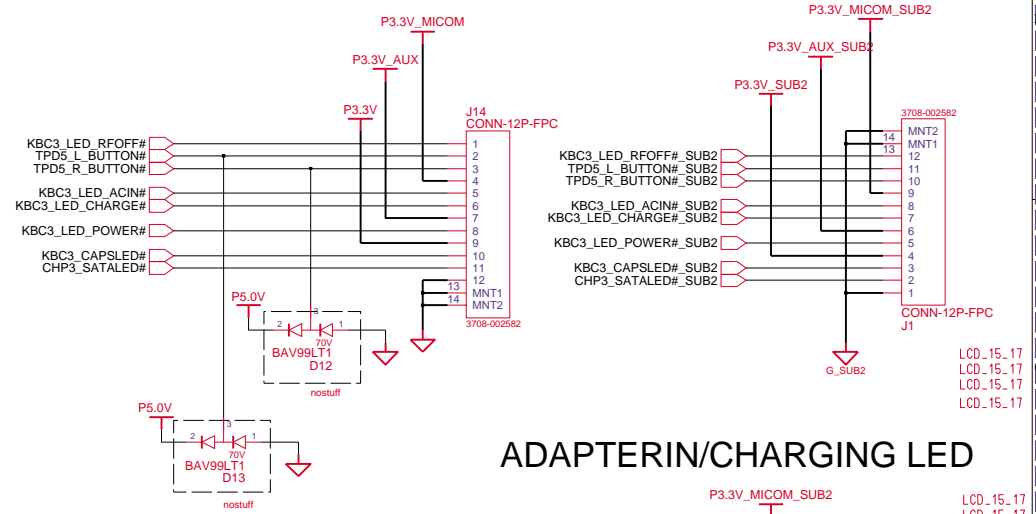 P3.3V_MICOM
P3.3V_AUX
P3.3V
J14
CONN-12P-FPC
KBC3_LED_RFOFF# 1
TPD5_L_BUTTON# 2
TPD5_R_BUTTON# 3
4
KBC3_LED_ACIN# 5
KBC3_LED_CHARGE# 6
7
KBC3_LED_POWER# 8
9
KBC3_CAPSLED# 10
CHP3_SATALED# 11
12
13 MNT1
14 MNT2
3708-002582
P5.0V
3
2 1
70V
BAV99LT1
D12
nostuff
P5.0V
3
2 1
70V
BAV99LT1
D13
nostuff
P3.3V_MICOM_SUB2
P3.3V_AUX_SUB2
P3.3V_SUB2
3708-002582
MNT2
14 MNT1
13
KBC3_LED_RFOFF#_SUB2 12
TPD5_L_BUTTON#_SUB2 11
TPD5_R_BUTTON#_SUB2 10
9
KBC3_LED_ACIN#_SUB2 8
KBC3_LED_CHARGE#_SUB2 7
6
KBC3_LED_POWER#_SUB2 5
4
KBC3_CAPSLED#_SUB2 3
CHP3_SATALED#_SUB2 2
1
CONN-12P-FPC
J1
G_SUB2
LCD_15_17
LCD_15_17
LCD_15_17
LCD_15_17
ADAPTERIN/CHARGING LED
P3.3V_MICOM_SUB2
LCD_15_17